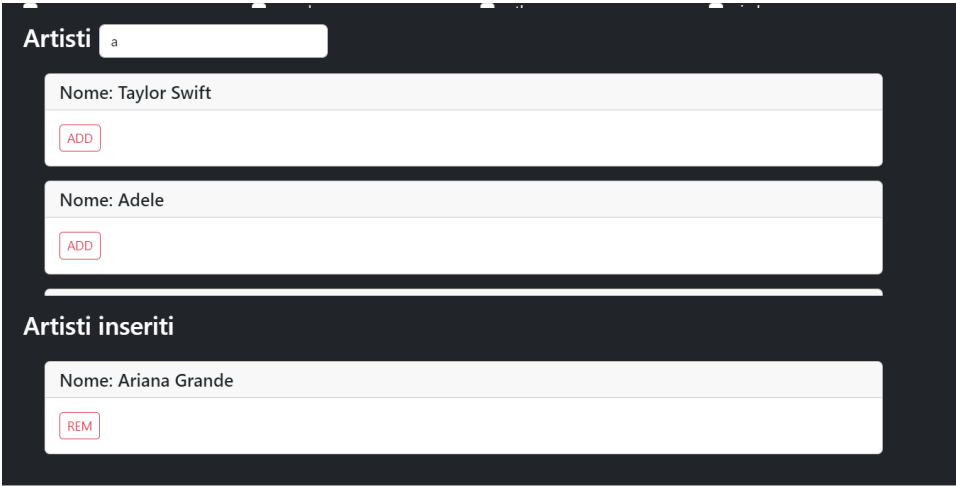 Artisti a
Nome: Taylor Swift
ADD
Nome: Adele
ADD
Artisti inseriti
Nome: Ariana Grande
REM